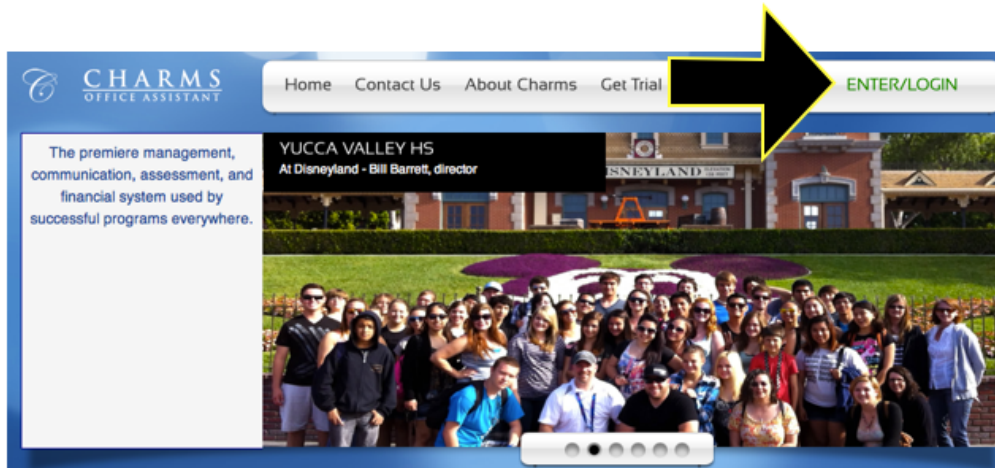 CHARMS
OFFICE ASSISTANT
Home Contact Us About Charms Get Trial ENTER/LOGIN
The premiere management,
communication, assessment, and
financial system used by
successful programs everywhere.
YUCCA VALLEY HS
At Disneyland - Bill Barrett, director
SNEYLAND